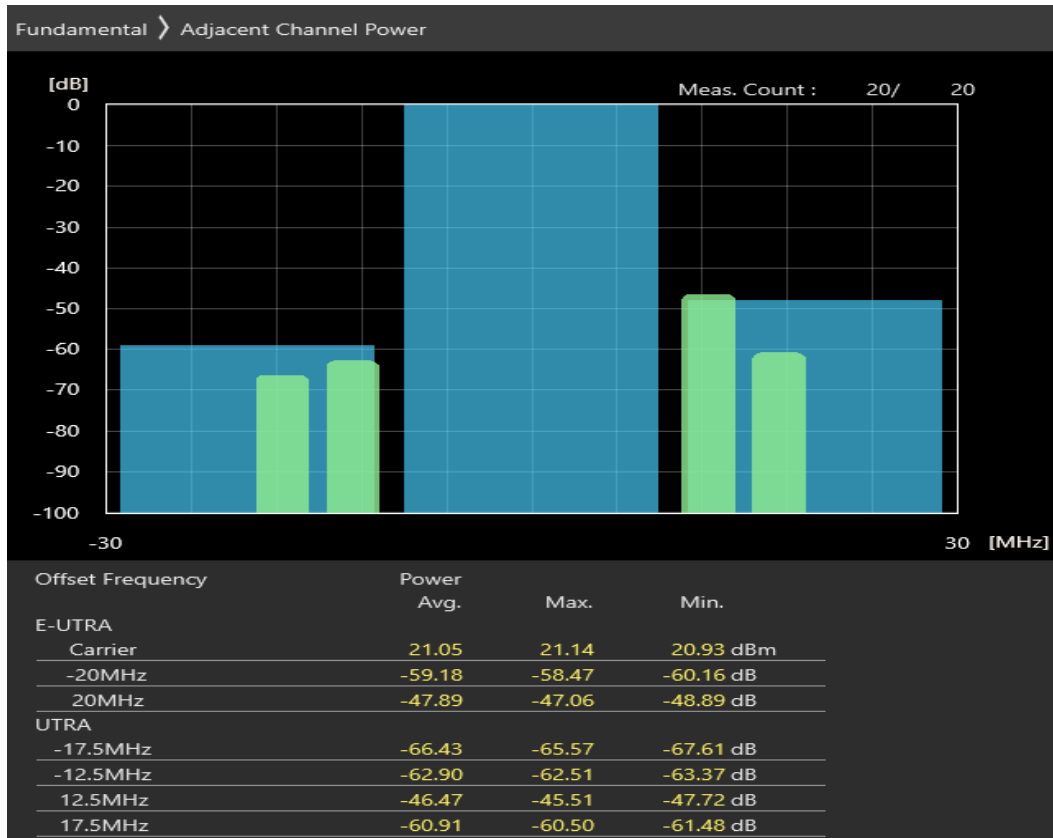 Fundamental 〉 Adjacent Channel Power
[dB]
Meas. Count : 20/ 20
0
-10
-20
-30
-40
-50
-60
-70
-80
-90
-100
-30 30 [MHz]
Offset Frequency Power
Avg. Max. Min.
E-UTRA
Carrier 21.05 21.14 20.93 dBm
-20MHz -59.18 -58.47 -60.16 dB
20MHz -47.89 -47.06 -48.89 dB
UTRA
-17.5MHz -66.43 -65.57 -67.61 dB
-12.5MHz -62.90 -62.51 -63.37 dB
12.5MHz -46.47 -45.51 -47.72 dB
17.5MHz -60.91 -60.50 -61.48 dB